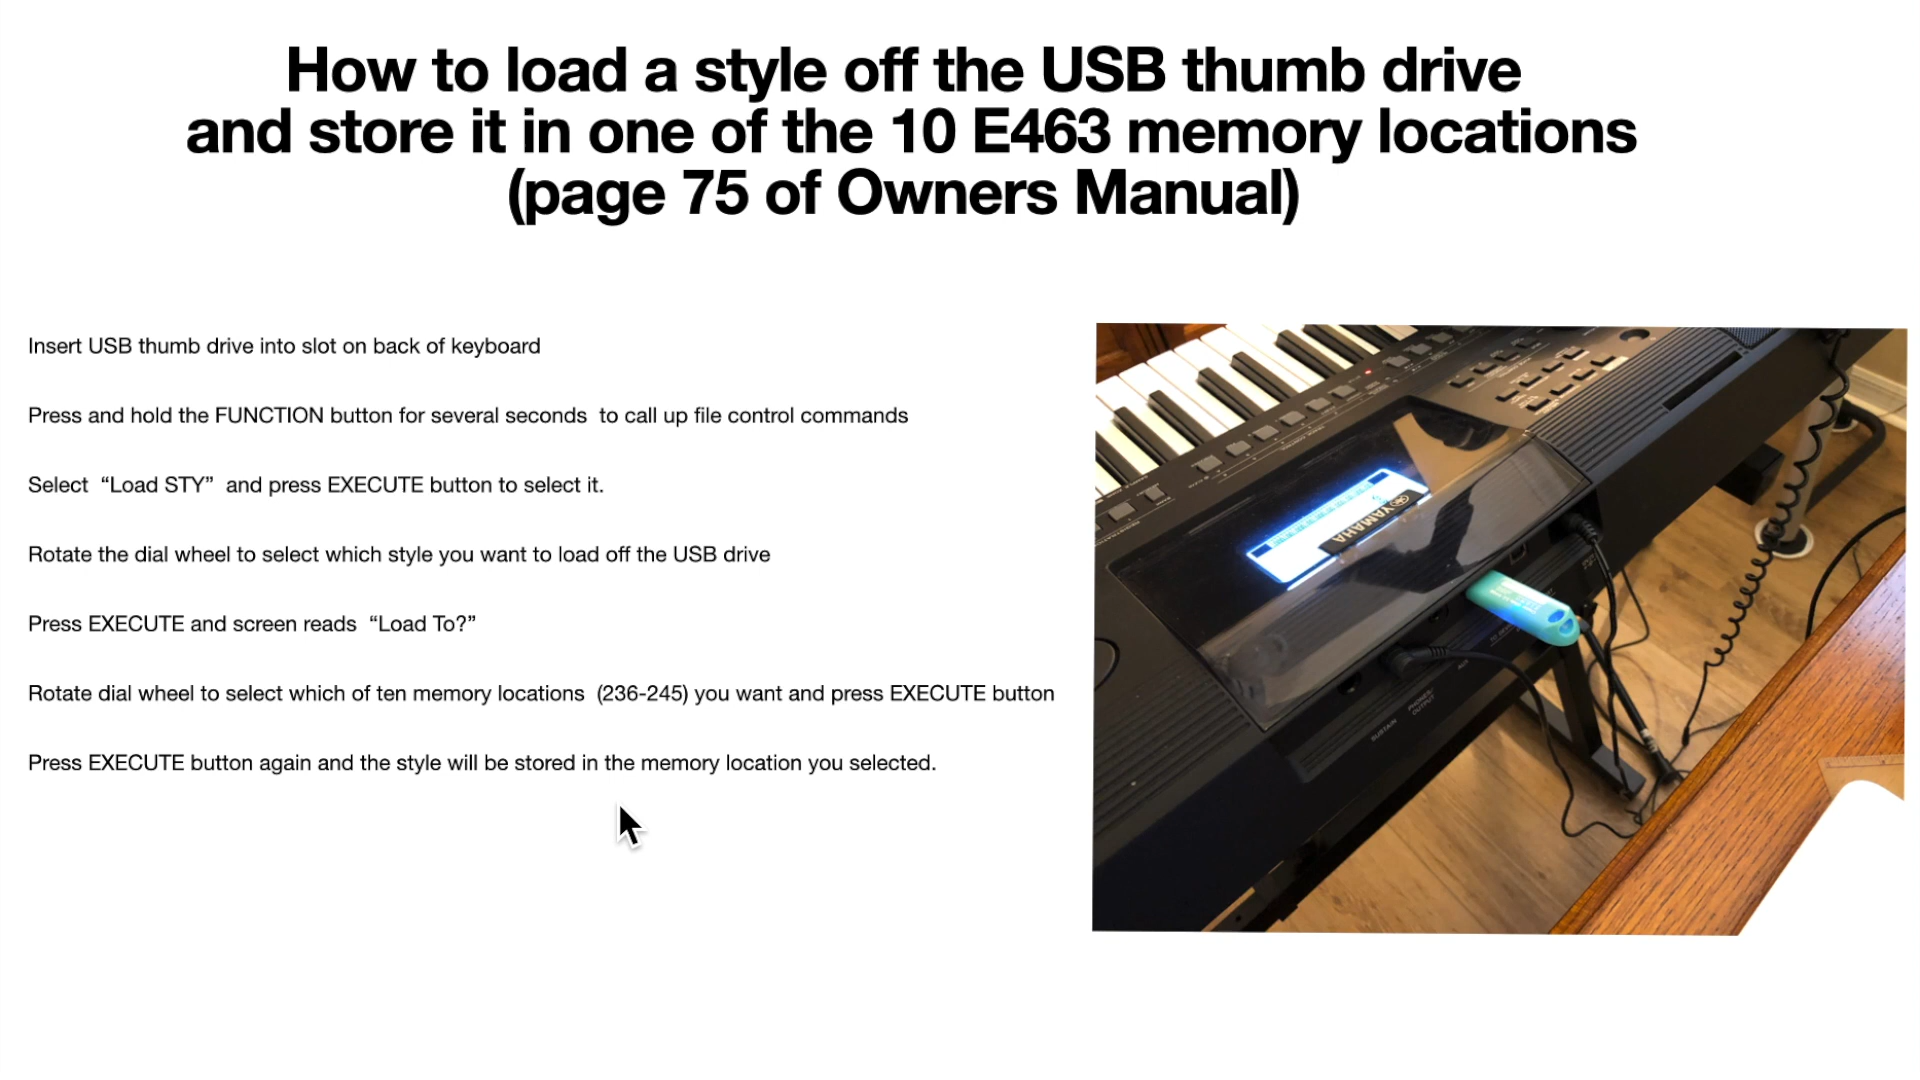 How to load a style off the USB thumb drive
and store it in one of the 10 E463 memory locations
(page 75 of Owners Manual)
Insert USB thumb drive into slot on back of keyboard
Press and hold the FUNCTION button for several seconds  to call up file control commands
Select  “Load STY”  and press EXECUTE button to select it.
Rotate the dial wheel to select which style you want to load off the USB drive
Press EXECUTE and screen reads  “Load To?”
Rotate dial wheel to select which of ten memory locations  (236-245) you want and press EXECUTE button
Press EXECUTE button again and the style will be stored in the memory location you selected.
YAMAHA
AUX
PHONES/
OUTPUT
SUSTAIN